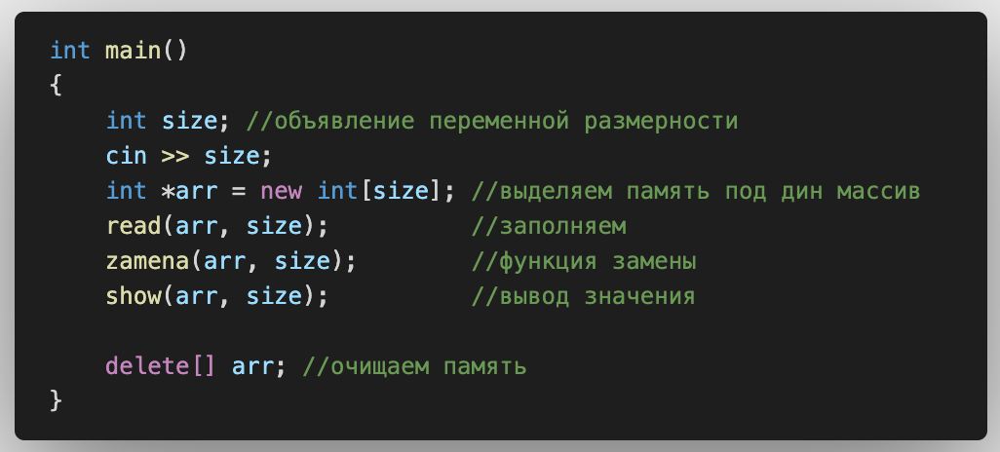 int main()
{
    int size; //объявление переменной размерности
    cin >> size;
    int *arr = new int[size]; //выделяем память под дин массив
    read(arr, size);          //заполняем
    zamena(arr, size);        //функция замены
    show(arr, size);          //вывод значения

    delete[] arr; //очищаем память
}